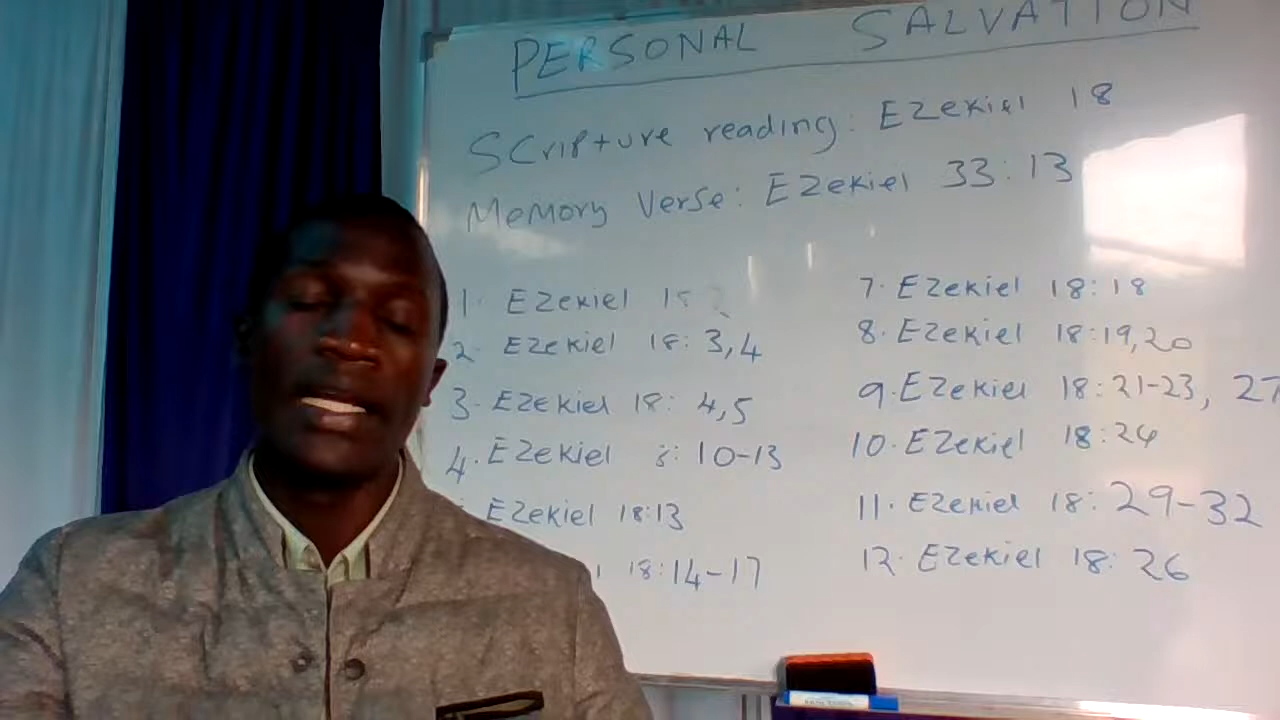 PERSONAL SALVATION
Scripture reading: Ezekiel 18
Memory Verse: Ezekiel 33:13
1. Ezekiel
2. Ezekiel 18: 3,4
3. Ezekiel 18: 4,5
4. Ezekiel 8: 10-13
Ezekiel 18:13
18:14-17
7. Ezekiel 18:18
8. Ezekiel 18:19,20
9. Ezekiel 18:21-23, 27
10. Ezekiel 18:24
11. Ezekiel 18: 29-32
12. Ezekiel 18: 26